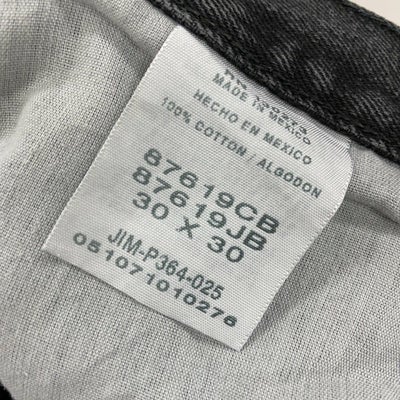 MADE IN MEXICO
HECHO EN MEXICO
100% COTTON / ALGODON
87619CB
87619JB
30 X 30
JIM-P364-025
051071010276